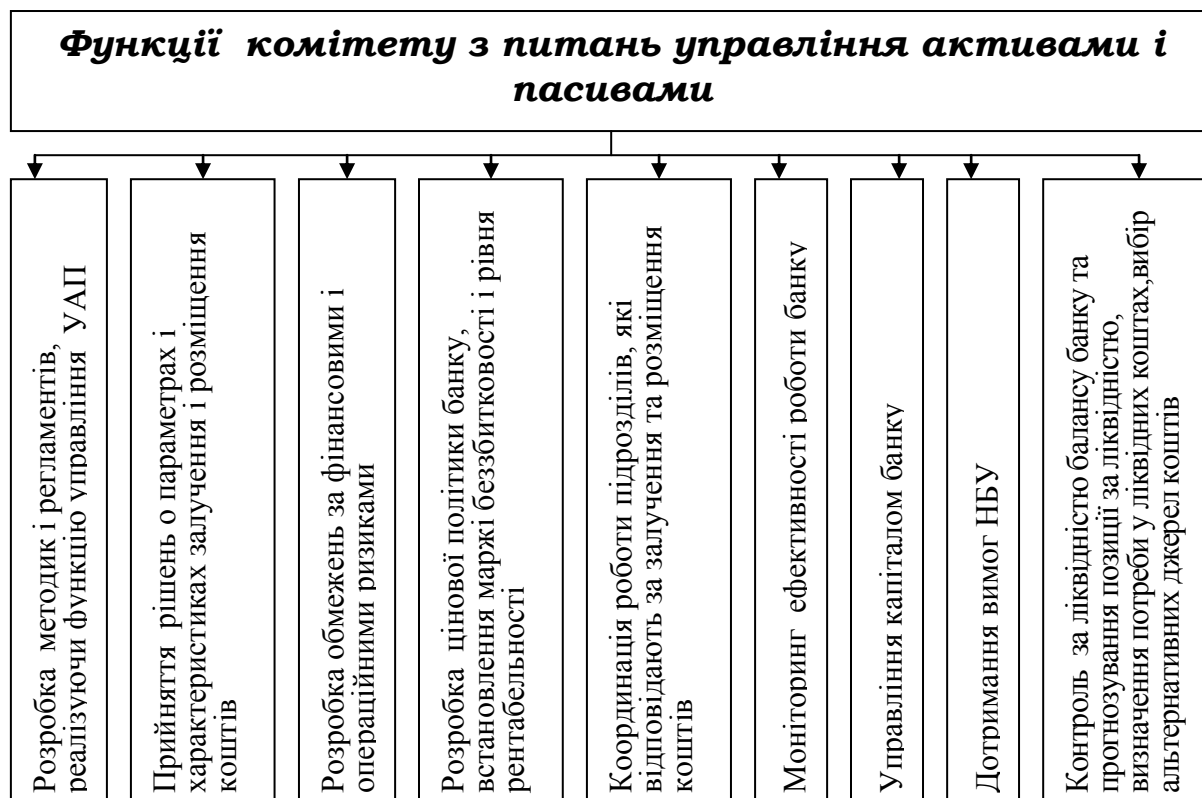 Функції комітету з питань управління активами і
пасивами
Розробка методик і регламентів,
реалізуючи функцію управління УАП
Прийняття рішень о параметрах і
характеристиках залучення і розміщення
коштів
Розробка обмежень за фінансовими і
операційними ризиками
Розробка цінової політики банку,
встановлення маржі беззбитковості і рівня
рентабельності
Координація роботи підрозділів, які
відповідають за залучення та розміщення
коштів
Моніторинг ефективності роботи банку
Управління капіталом банку
Дотримання вимог НБУ
Контроль за ліквідністю балансу банку та
прогнозування позиції за ліквідністю,
визначення потреби у ліквідних коштах,вибір
альтернативних джерел коштів